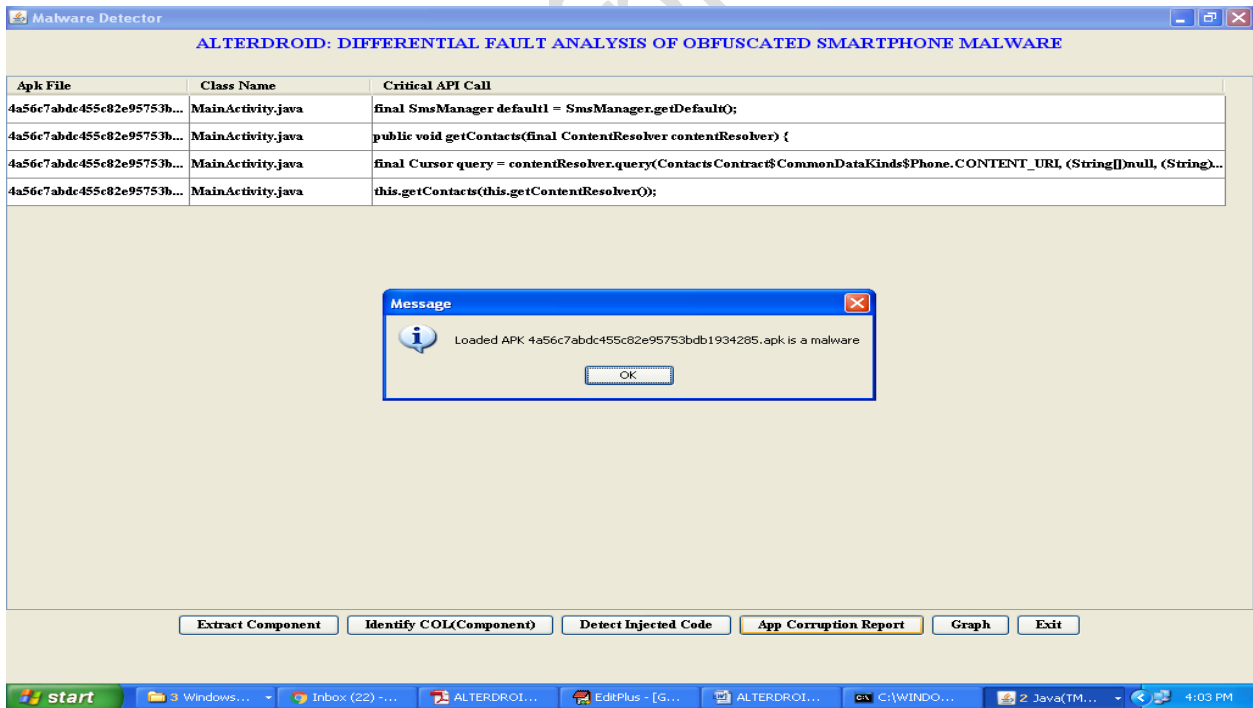 Malware Detector
ALTERDROID: DIFFERENTIAL FAULT ANALYSIS OF OBFUSCATED SMARTPHONE MALWARE
Apk File Class Name Critical API Call
4a56c7abdc455c82e95753b... MainActivity.java final SmsManager default1 = SmsManager.getDefault();
4a56c7abdc455c82e95753b... MainActivity.java public void getContacts(final ContentResolver contentResolver) {
4a56c7abdc455c82e95753b... MainActivity.java final Cursor query = contentResolver.query(ContactsContract$CommonDataKinds$Phone.CONTENT_URI, (String[])null, (String)...
4a56c7abdc455c82e95753b... MainActivity.java this.getContacts(this.getContentResolver());
Message
Loaded APK 4a56c7abdc455c82e95753bdb1934285.apk is a malware
OK
Extract Component Identify COL(Component) Detect Injected Code App Corruption Report Graph Exit
start 3 Windows... Inbox (22) -... ALTERDROI... EditPlus - [G... ALTERDROI... C:\WINDO... 2 Java(TM... 4:03 PM